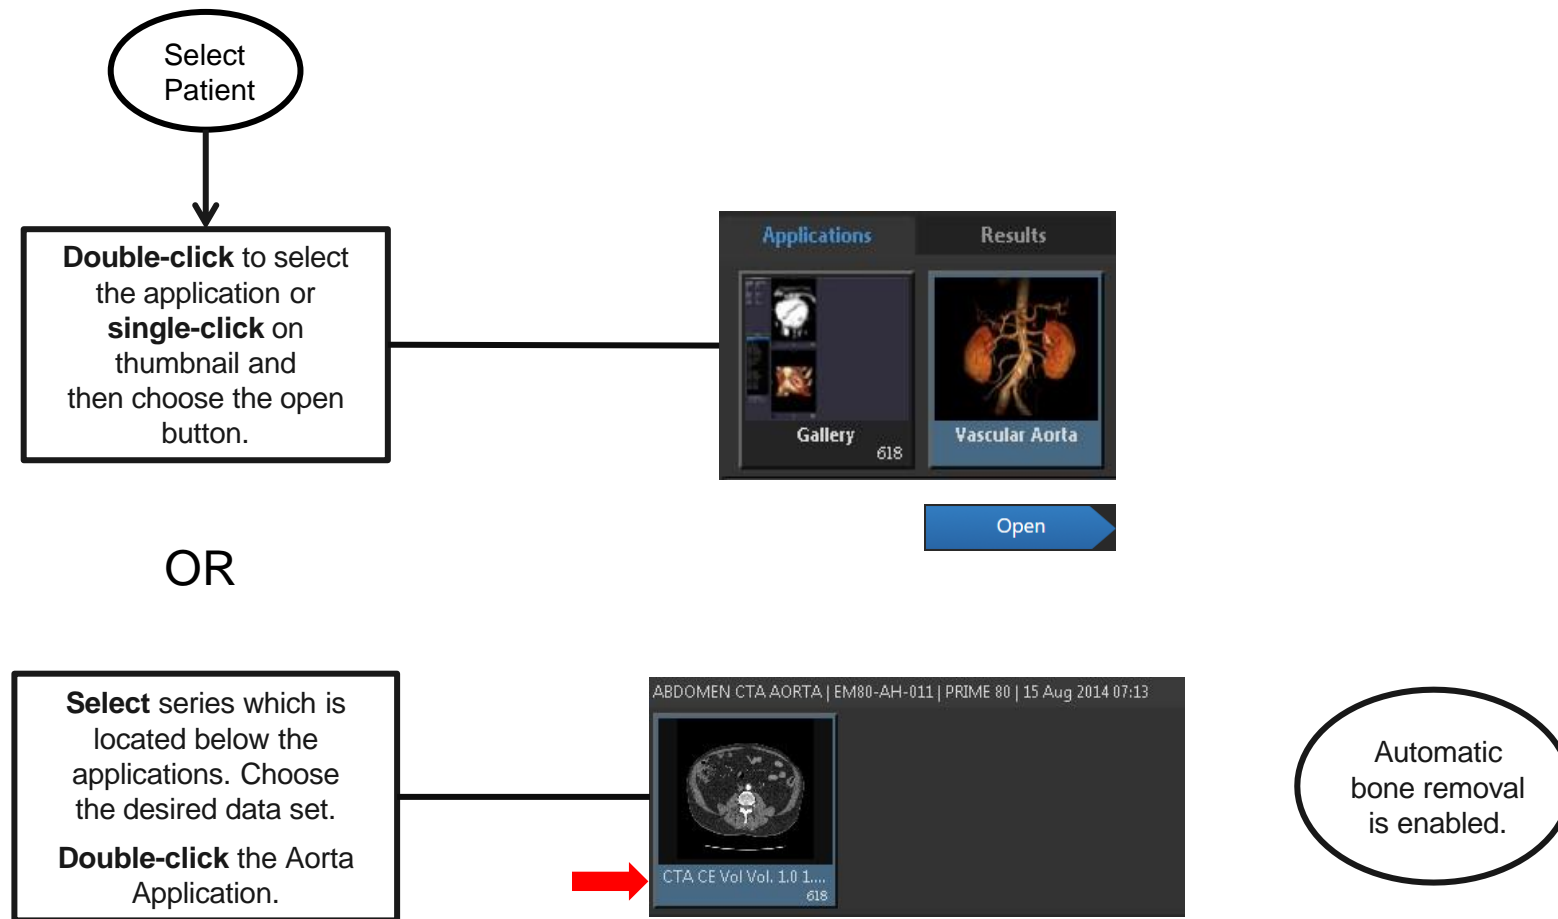 Select
Patient
Double-click to select
the application or
single-click on
thumbnail and
then choose the open
button.
Applications
Results
Gallery
618
Vascular Aorta
Open
OR
Select series which is
located below the
applications. Choose
the desired data set.
Double-click the Aorta
Application.
ABDOMEN CTA AORTA | EM80-AH-011 | PRIME 80 | 15 Aug 2014 07:13
CTA CE Vol Vol. 1.0 1....
618
Automatic
bone removal
is enabled.